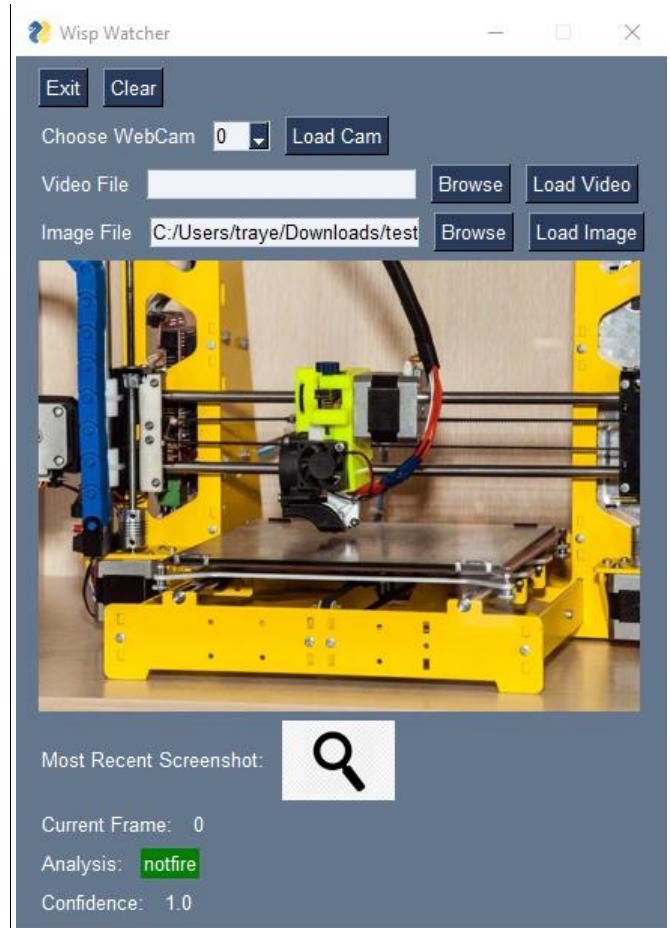 Wisp Watcher
Exit Clear
Choose WebCam 0 Load Cam
Video File Browse Load Video
Image File C:/Users/traye/Downloads/test Browse Load Image
Most Recent Screenshot:
Current Frame: 0
Analysis: notfire
Confidence: 1.0